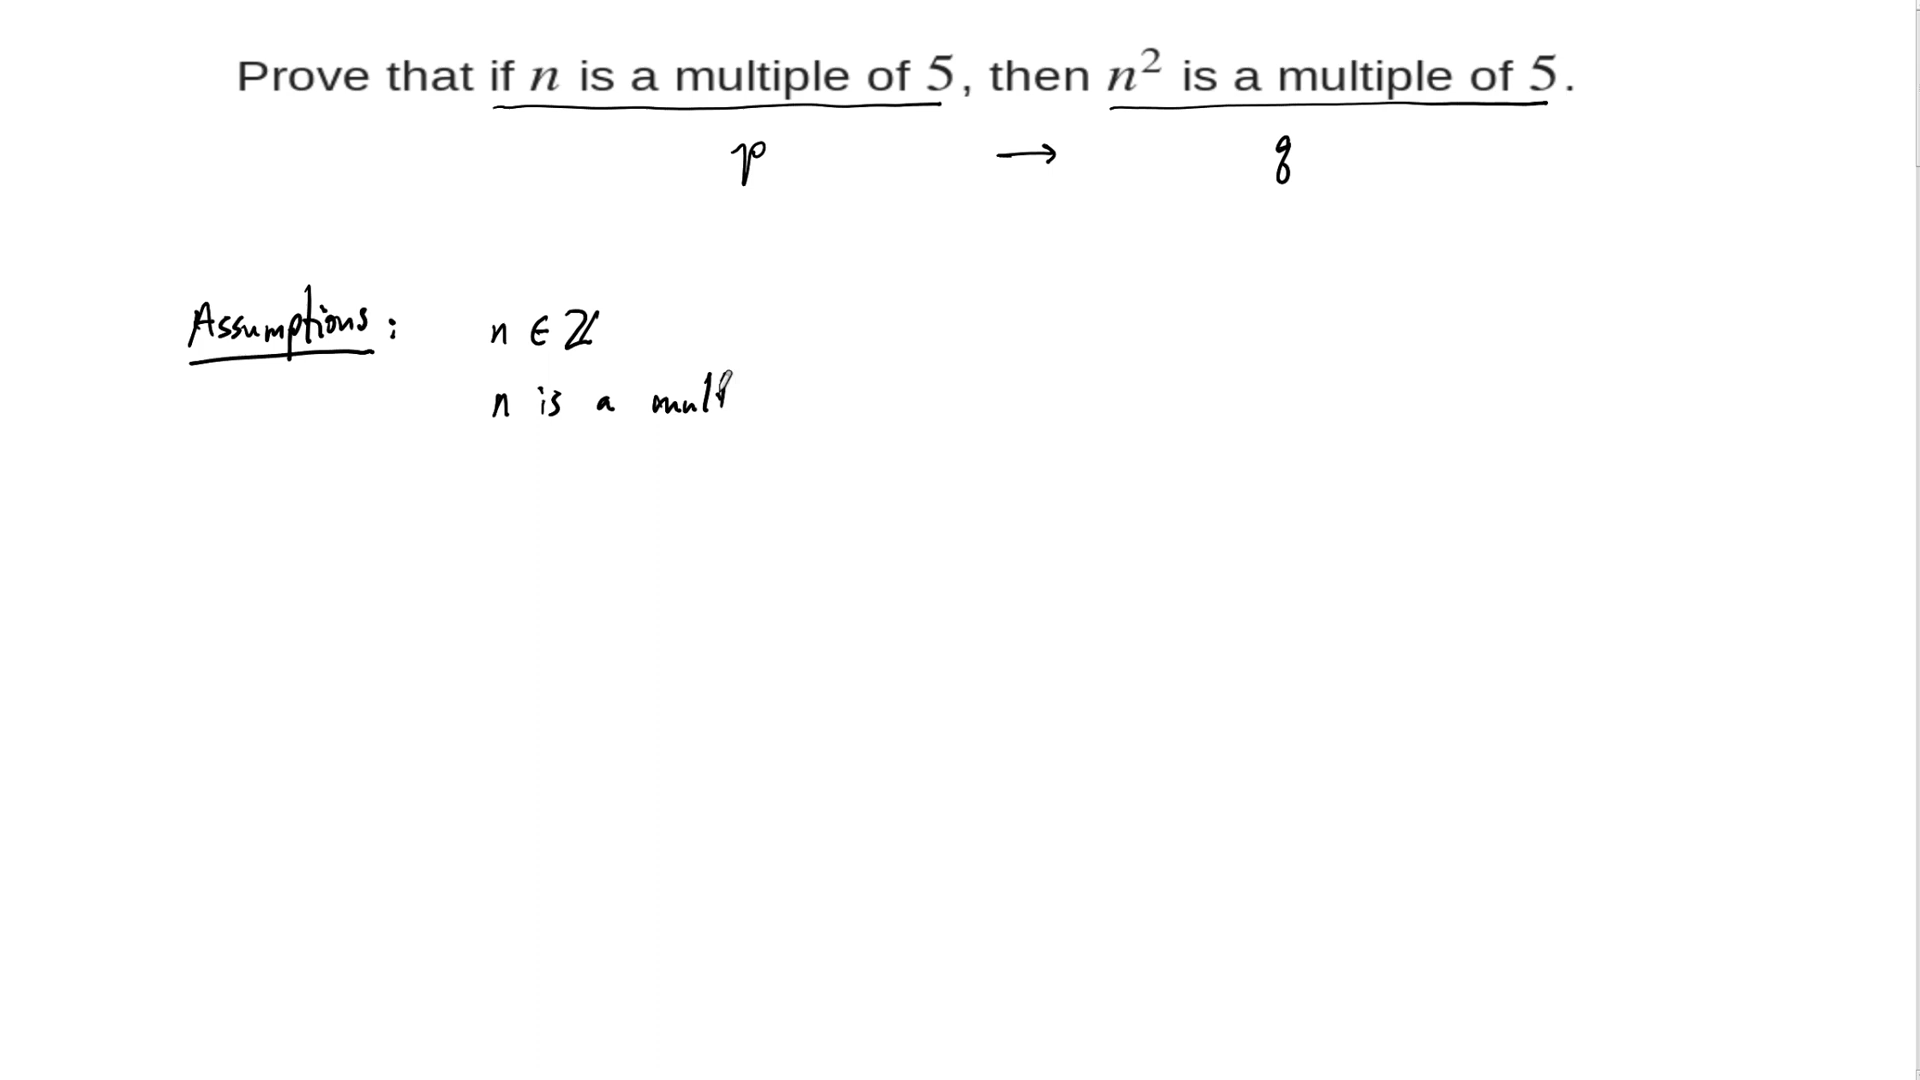 Prove that if n is a multiple of 5, then n² is a multiple of 5.
p → q
Assumptions: n ∈ ℤ
n is a mult